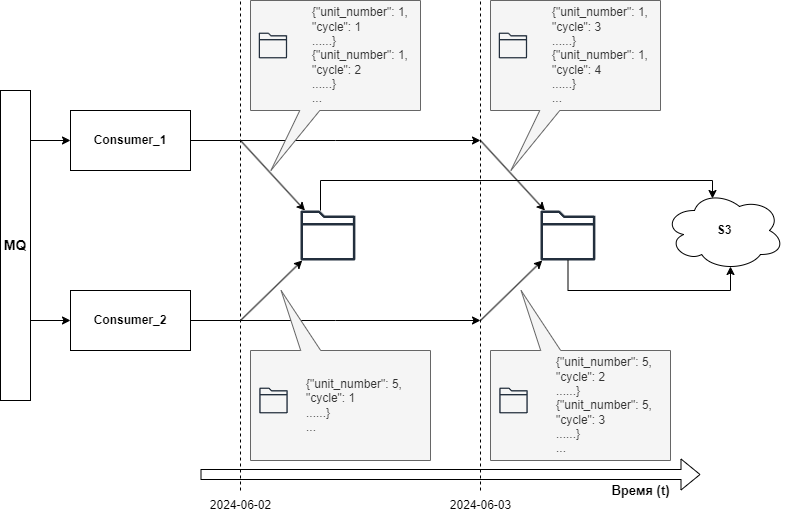 {"unit_number": 1,
"cycle": 1
......}
{"unit_number": 1,
"cycle": 2
......}
...
{"unit_number": 1,
"cycle": 3
......}
{"unit_number": 1,
"cycle": 4
......}
...
MQ
Consumer_1
S3
Consumer_2
{"unit_number": 5,
"cycle": 1
......}
...
{"unit_number": 5,
"cycle": 2
......}
{"unit_number": 5,
"cycle": 3
......}
...
Время (t)
2024-06-02
2024-06-03